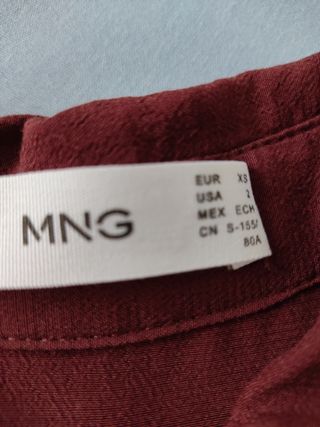 MNG
EUR XS
USA 2
MEX ECH
CN S-155/
80A